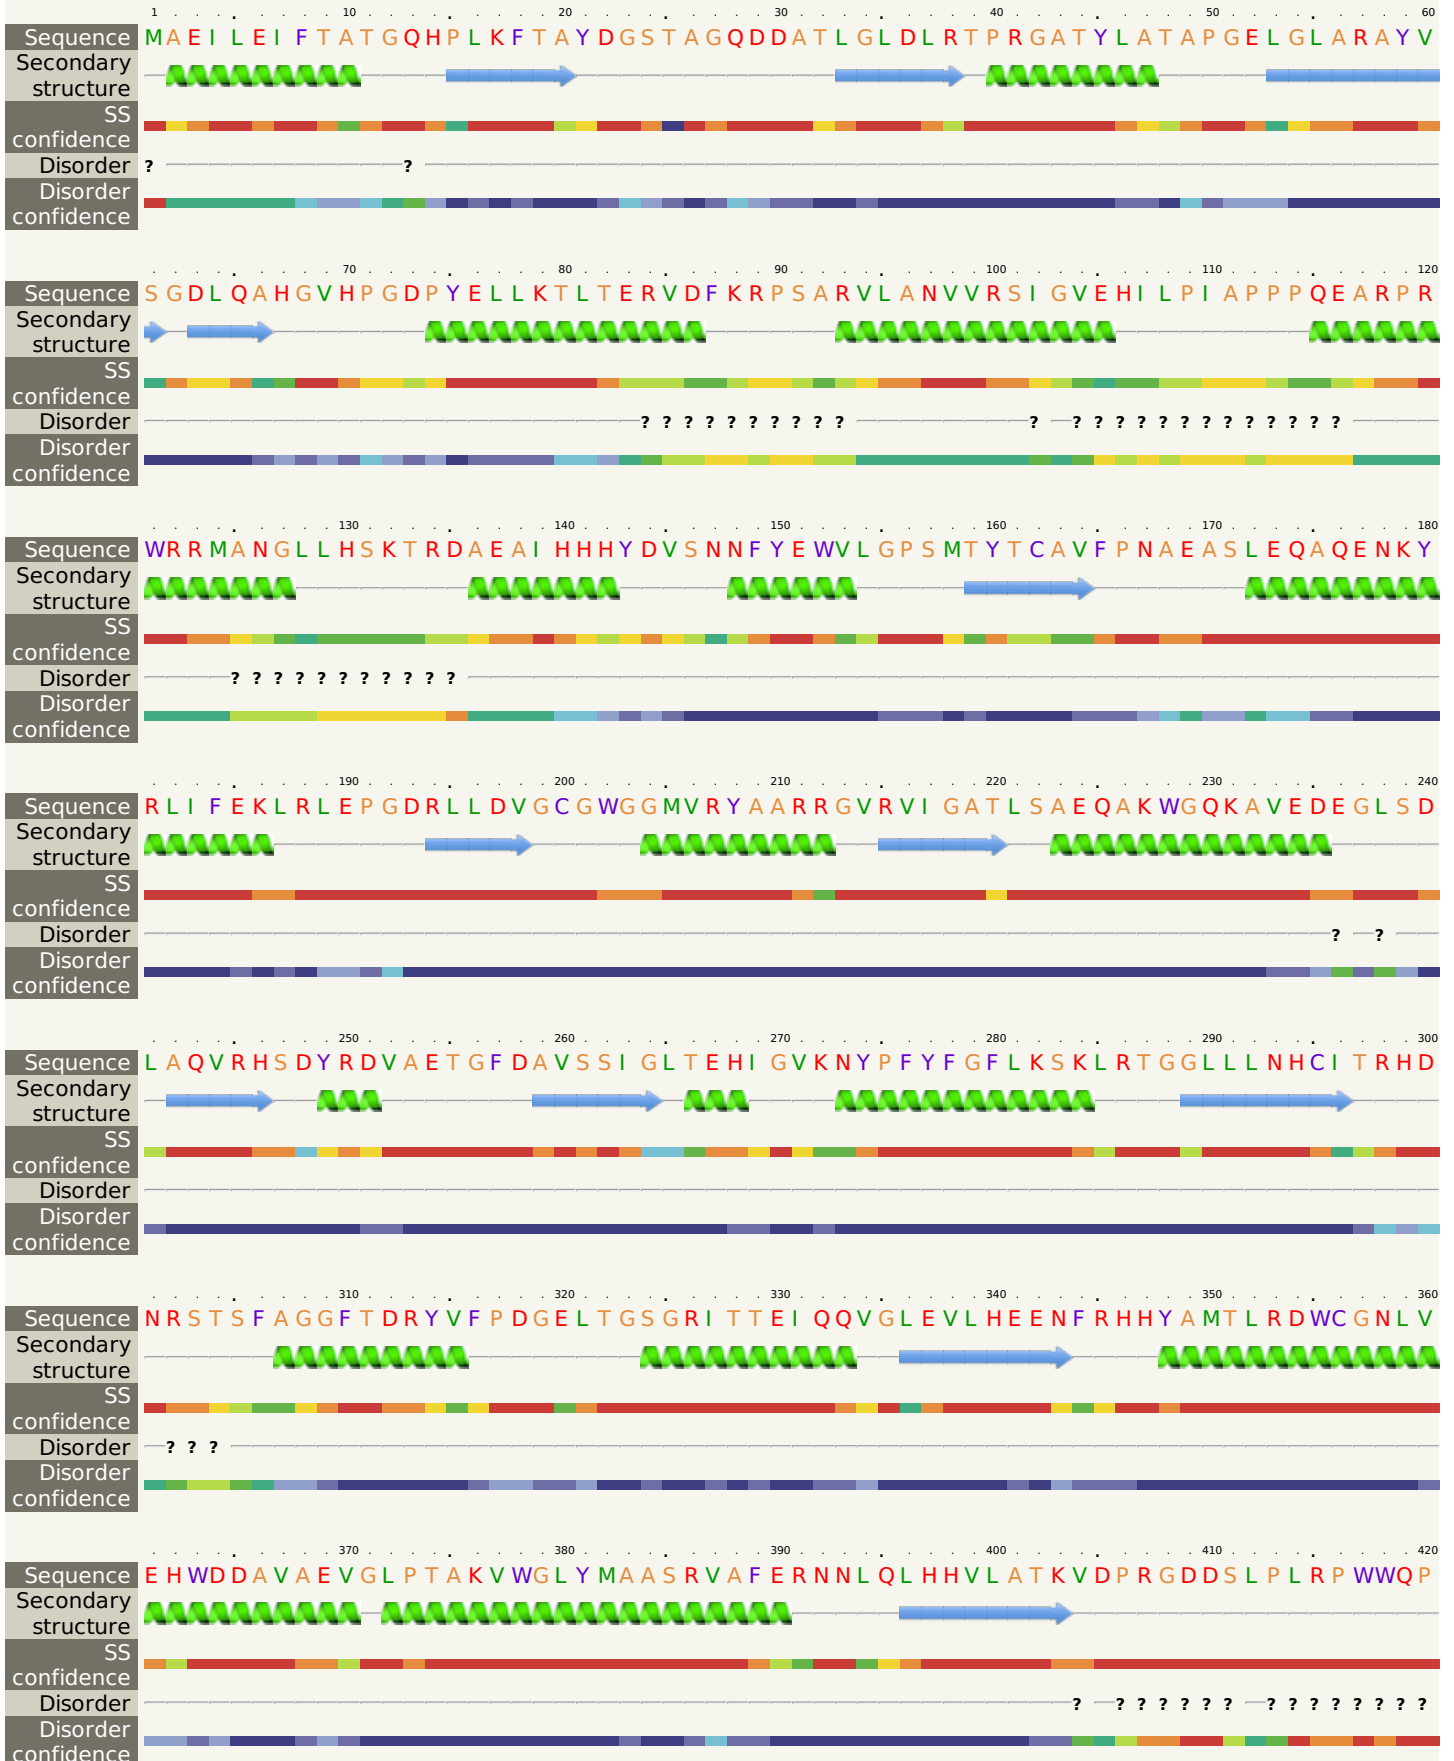 1 . . . . . . . . 10 . . . . . . . . . 20 . . . . . . . . . 30 . . . . . . . . . 40 . . . . . . . . . 50 . . . . . . . . . 60
Sequence MAEILEIFTATGQHPLKFTAYDGSTAGQDDATLGLDLRTPRGATYLATAPGELGLARAYV
Secondary
structure
SS
confidence
Disorder ? ?
Disorder
confidence
. . . . . . . . . 70 . . . . . . . . . 80 . . . . . . . . . 90 . . . . . . . . . 100 . . . . . . . . . 110 . . . . . . . . . 120
Sequence SGDLQAHGVHPGDPYELLKTLTERVDFKRPSARVLANVVRSIGVEHILPIAPPPQEARPR
Secondary
structure
SS
confidence
Disorder ? ? ? ? ? ? ? ? ? ? ? ? ? ? ? ? ? ? ? ? ? ? ? ? 
Disorder
confidence
. . . . . . . . . 130 . . . . . . . . . 140 . . . . . . . . . 150 . . . . . . . . . 160 . . . . . . . . . 170 . . . . . . . . . 180
Sequence WRRMANGLLHSKTRDAEAIHHHYDVSNNFYEWVLGPSMTYTCAVFPNAEASLEQAQENKY
Secondary
structure
SS
confidence
Disorder ? ? ? ? ? ? ? ? ? ? ?
Disorder
confidence
. . . . . . . . . 190 . . . . . . . . . 200 . . . . . . . . . 210 . . . . . . . . . 220 . . . . . . . . . 230 . . . . . . . . . 240
Sequence RLIFEKLRLEPGDRLLDVGCGWGGMVRYAARRGVRVIGATLSAEQAKWGQKAVEDEGLSD
Secondary
structure
SS
confidence
Disorder ? ?
Disorder
confidence
. . . . . . . . . 250 . . . . . . . . . 260 . . . . . . . . . 270 . . . . . . . . . 280 . . . . . . . . . 290 . . . . . . . . . 300
Sequence LAQVRHSDYRDVAETGFDAVSSIGLTEHIGVKNYPFYFGFLKSKLRTGGLLLNHCITRHD
Secondary
structure
SS
confidence
Disorder
Disorder
confidence
. . . . . . . . . 310 . . . . . . . . . 320 . . . . . . . . . 330 . . . . . . . . . 340 . . . . . . . . . 350 . . . . . . . . . 360
Sequence NRSTSFAGGFTDRYVFPDGELTGSGRITTEIQQVGLEVLHEENFRHHYAMTLRDWCGNLV
Secondary
structure
SS
confidence
Disorder ? ? ?
Disorder
confidence
. . . . . . . . . 370 . . . . . . . . . 380 . . . . . . . . . 390 . . . . . . . . . 400 . . . . . . . . . 410 . . . . . . . . . 420
Sequence EHWDDAVAEVGLPTAKVWGLYMAASRVAFERNNLQLHHVLATKVDPRGDDSLPLRPWWQP
Secondary
structure
SS
confidence
Disorder ? ? ? ? ? ? ? ? ? ? ? ? ? ? ?
Disorder
confidence